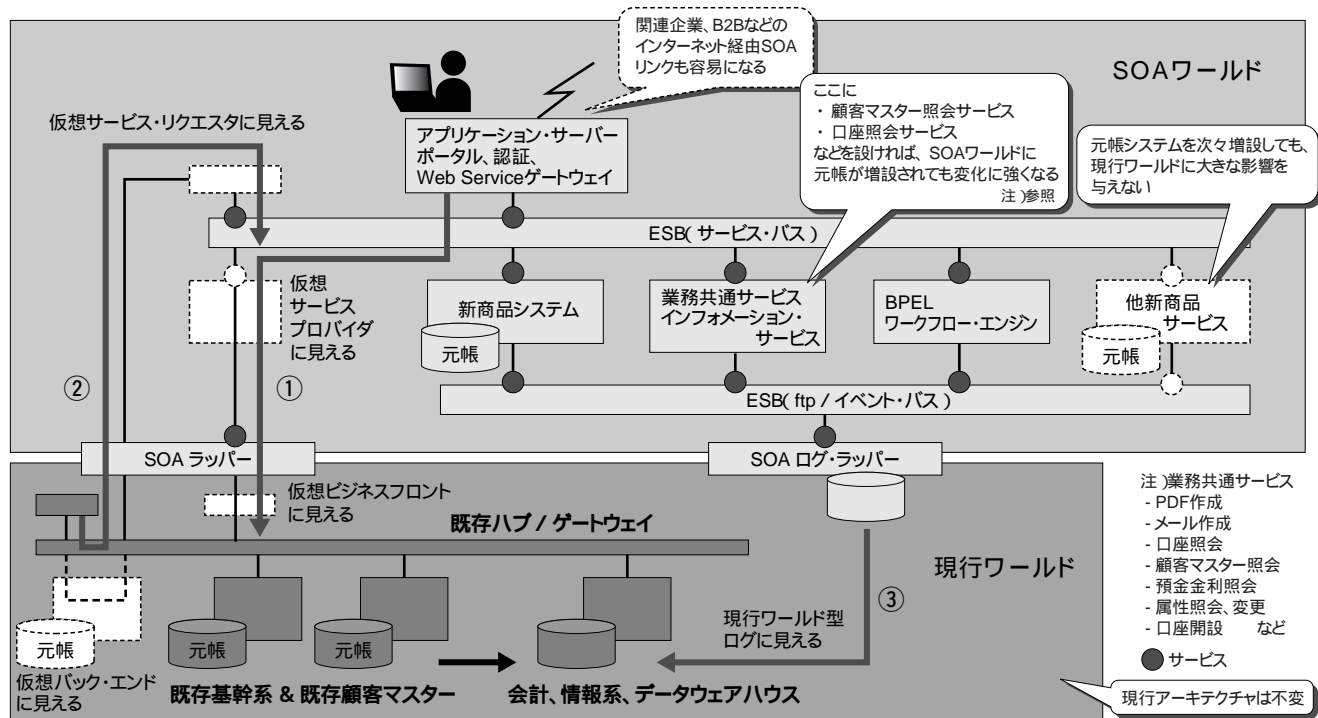 関連企業、B2Bなどの
インターネット経由SOA
リンクも容易になる
SOAワールド
ここに
・ 顧客マスター照会サービス
・ 口座照会サービス
などを設ければ、SOAワールドに
元帳が増設されても変化に強くなる
注)参照
元帳システムを次々増設しても、
現行ワールドに大きな影響を
与えない
仮想サービス・リクエスタに見える
アプリケーション・サーバー
ポータル、認証、
Web Serviceゲートウェイ
ESB(サービス・バス)
仮想
サービス
プロバイダ
に見える
新商品システム
元帳
業務共通サービス
インフォメーション・
サービス
BPEL
ワークフロー・エンジン
他新商品
サービス
元帳
②
①
ESB(ftp / イベント・バス)
SOA ラッパー
SOA ログ・ラッパー
仮想ビジネスフロント
に見える
既存ハブ / ゲートウェイ
現行ワールド
注)業務共通サービス
- PDF作成
- メール作成
- 口座照会
- 顧客マスター照会
- 預金金利照会
- 属性照会、変更
- 口座開設 など
サービス
③
現行ワールド型
ログに見える
元帳
元帳
元帳
仮想バック・エンド
に見える
既存基幹系 & 既存顧客マスター
会計、情報系、データウェアハウス
現行アーキテクチャは不変